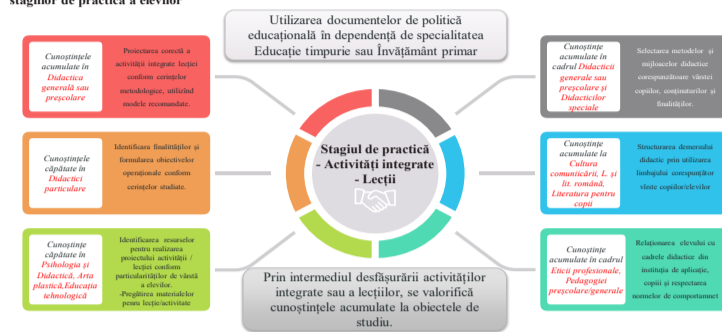 stagiilor de practică a elevilor
Utilizarea documentelor de politică
educațională în dependență de specialitatea
Educație timpurie sau Învățământ primar
Cunoștințele
acumulate în
Didactica
generală sau
preșcolare
Proiectarea corectă a
activității integrate lecției
conform cerințelor
metodologice, utilizând
modele recomandate.
Cunoștințele
căpătate în
Didactici
particulare
Identificarea finalităților și
formularea obiectivelor
operaționale conform
cerințelor studiate.
Cunoștințe
căpătate în
Psihologia și
Didactică, Arta
plastică,Educația
tehnologică
Identificarea resurselor
pentru realizarea
proiectului activității /
lecției conform
particularităților de vârstă
a elevilor.
-Pregătirea materialelor
pentru lecție/activitate
Stagiul de practică
- Activități integrate
- Lecții
Cunoștințe
acumulate în
cadrul Didacticii
generale sau
preșcolare și
Didacticilor
speciale
Selectarea metodelor și
mijloacelor didactice
corespunzătoare vârstei
copiilor, conținuturilor și
finalităților.
Cunoștințe
acumulate la
Cultura
comunicării, L. și
lit. română,
Literatura pentru
copii
Structurarea demersului
didactic prin utilizarea
limbajului corespunțător
vîrste copiilor/elevilor
Cunoștințe
acumulate în cadrul
Eticii profesionale,
Pedagogiei
preșcolare/generale
Relaționarea elevului cu
cadrele didactice din
instituția de aplicație,
copiii și respectarea
normelor de comportamnet
Prin intermediul desfășurării activităților
integrate sau a lecțiilor, se valorifică
cunoștințele acumulate la obiectele de
studiu.